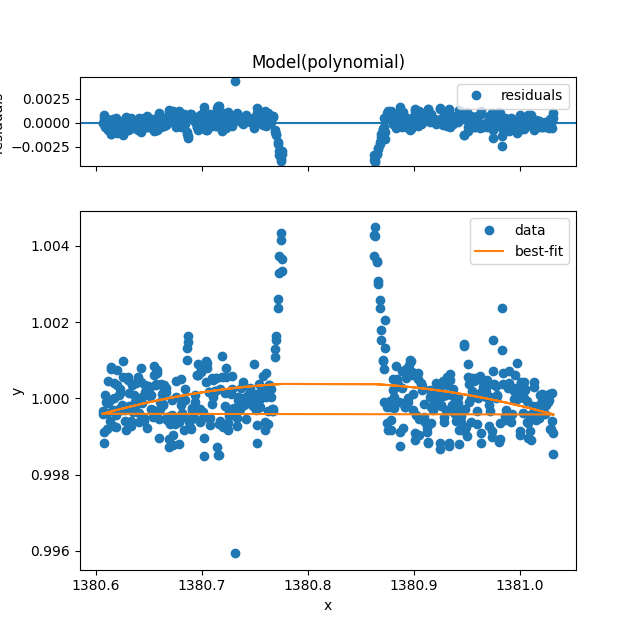 Model(polynomial)
0.0025
0.0000
−0.0025
residuals
1.004
1.002
1.000
0.998
0.996
y
data
best-fit
1380.6
1380.7
1380.8
1380.9
1381.0
x